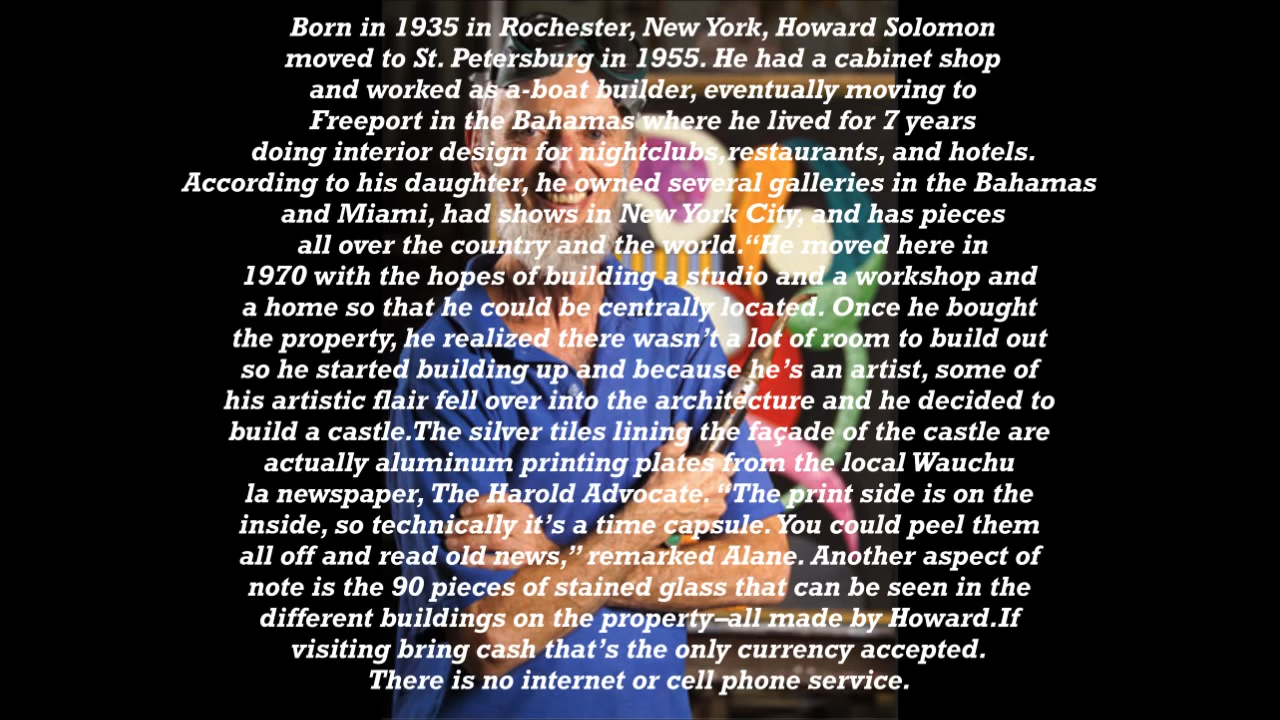 Born in 1935 in Rochester, New York, Howard Solomon
moved to St. Petersburg in 1955. He had a cabinet shop
and worked as a-boat builder, eventually moving to
Freeport in the Bahamas where he lived for 7 years
doing interior design for nightclubs,restaurants, and hotels.
According to his daughter, he owned several galleries in the Bahamas
and Miami, had shows in New York City, and has pieces
all over the country and the world.“He moved here in
1970 with the hopes of building a studio and a workshop and
a home so that he could be centrally located. Once he bought
the property, he realized there wasn’t a lot of room to build out
so he started building up and because he’s an artist, some of
his artistic flair fell over into the architecture and he decided to
build a castle.The silver tiles lining the façade of the castle are
actually aluminum printing plates from the local Wauchu
la newspaper, The Harold Advocate. “The print side is on the
inside, so technically it’s a time capsule. You could peel them
all off and read old news,” remarked Alane. Another aspect of
note is the 90 pieces of stained glass that can be seen in the
different buildings on the property—all made by Howard.If
visiting bring cash that’s the only currency accepted.
There is no internet or cell phone service.